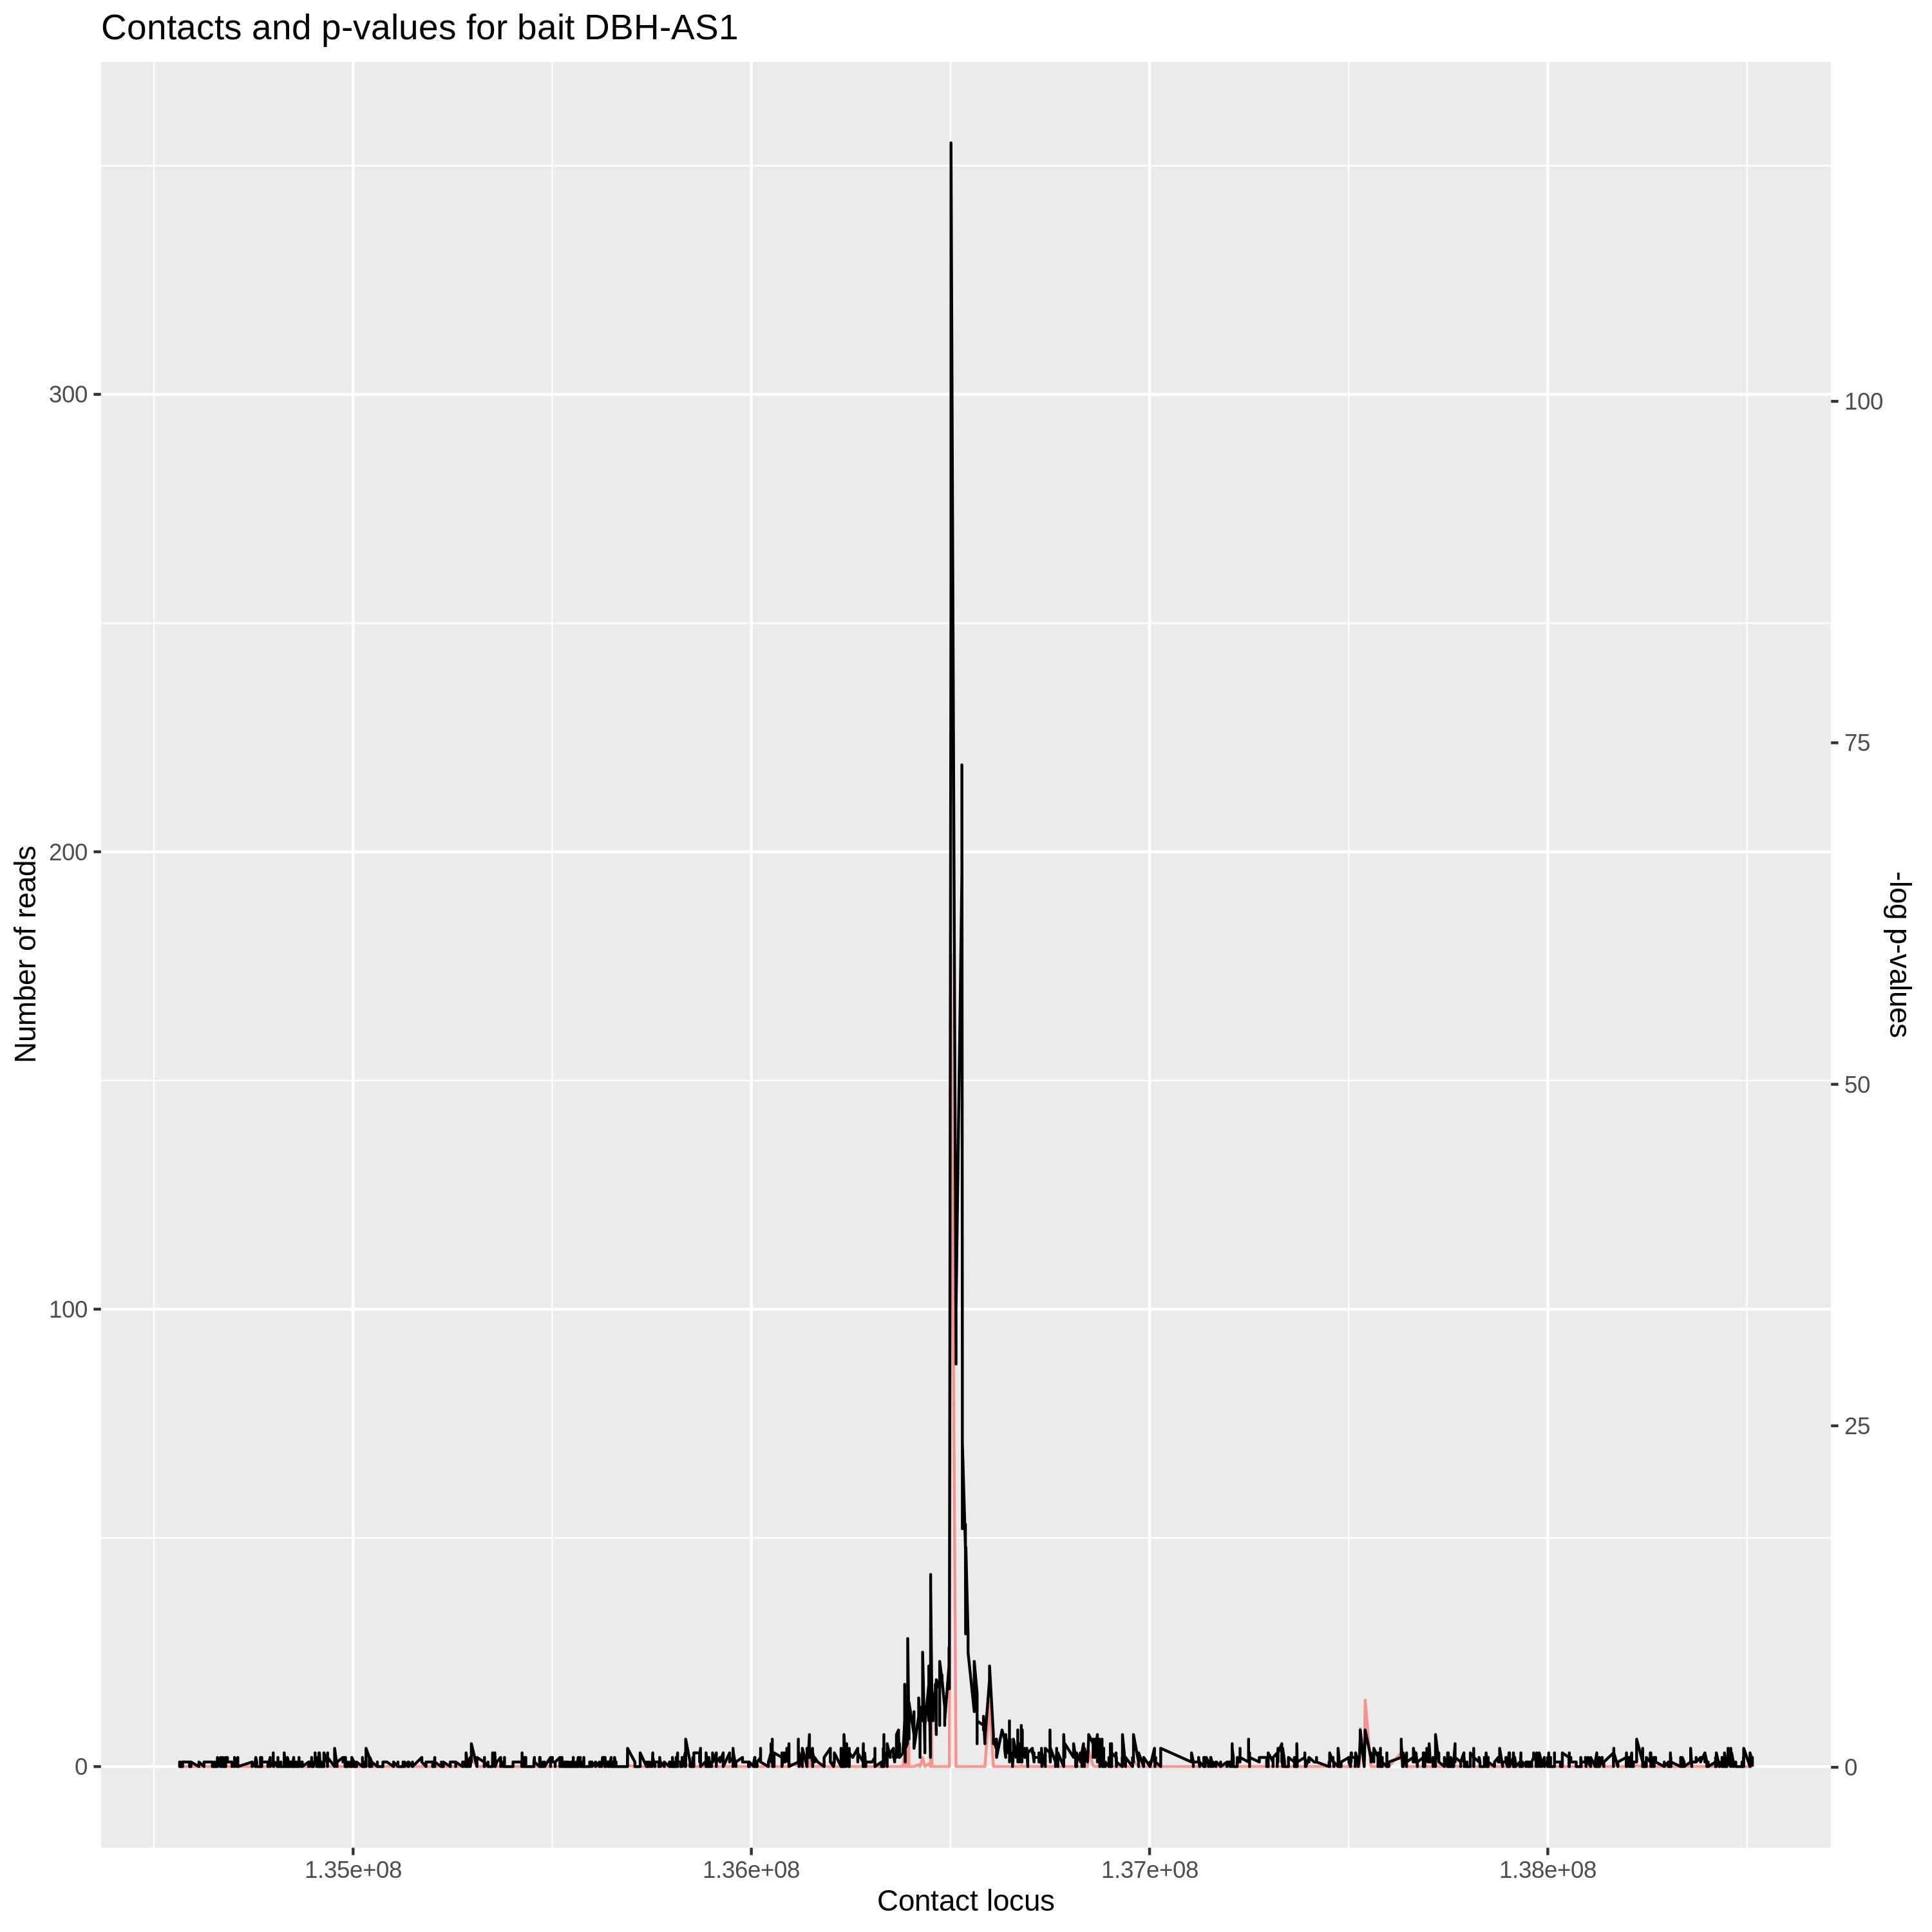 Contacts and p-values for bait DBH-AS1
300
200
100
0
Number of reads
100
75
50
25
0
-log p-values
1.35e+08
1.36e+08
1.37e+08
1.38e+08
Contact locus